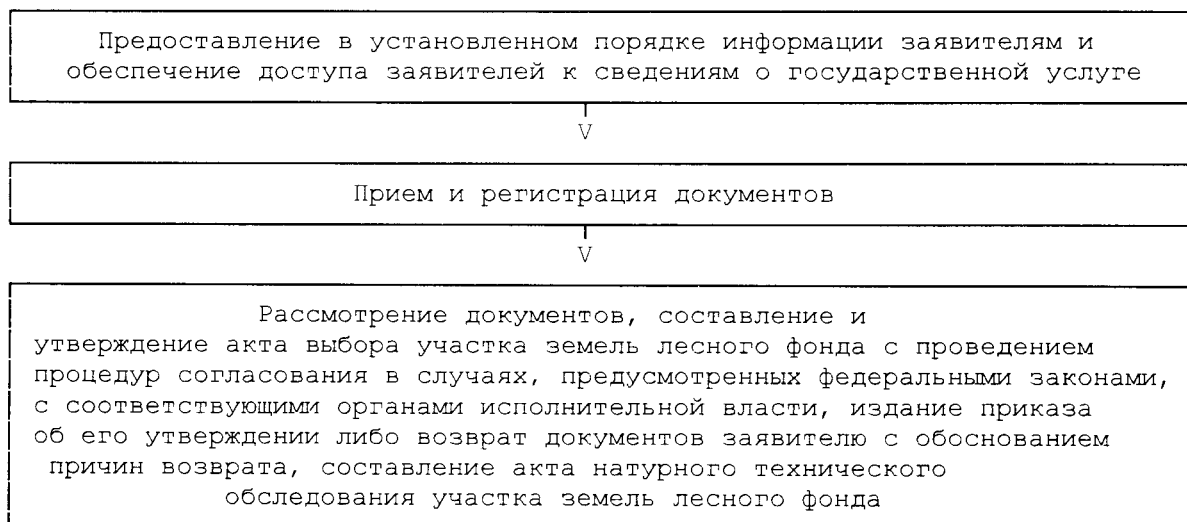 Предоставление в установленном порядке информации заявителям и
обеспечение доступа заявителей к сведениям о государственной услуге
V
Прием и регистрация документов
V
Рассмотрение документов, составление и
утверждение акта выбора участка земель лесного фонда с проведением
процедур согласования в случаях, предусмотренных федеральными законами,
с соответствующими органами исполнительной власти, издание приказа
об его утверждении либо возврат документов заявителю с обоснованием
причин возврата, составление акта натурного технического
обследования участка земель лесного фонда